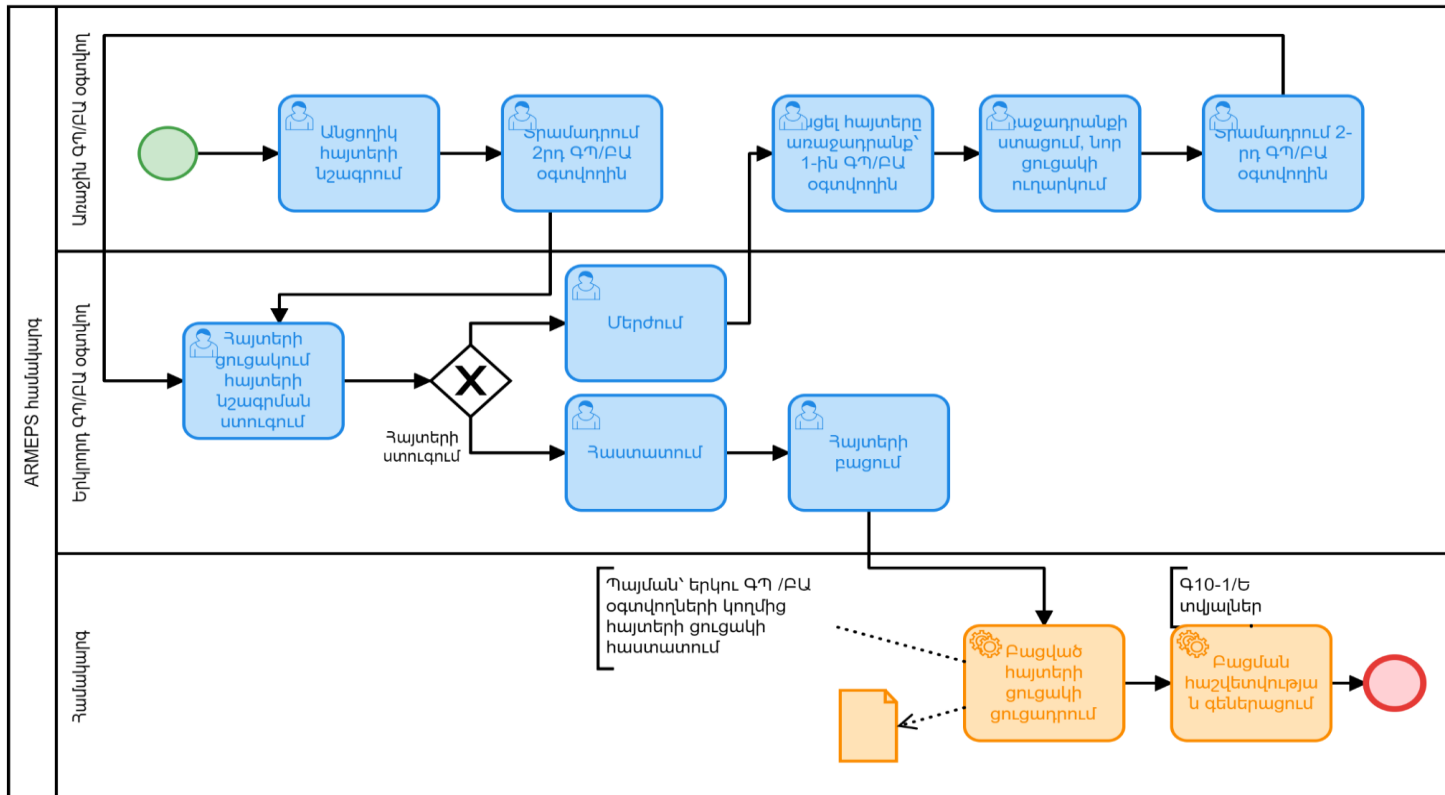 ARMEPS համակարգ
Առաջին ԳՊ/ԲԱ օգտվող
Անցողիկ
հայտերի
նշագրում
Տրամադրում
2րդ ԳՊ/ԲԱ
օգտվողին
հայտերը
առաջադրանք՝
1-ին ԳՊ/ԲԱ
օգտվողին
Առաջադրանքի
ստացում, նոր
ցուցակի
ուղարկում
Տրամադրում 2-
րդ ԳՊ/ԲԱ
օգտվողին
Երկրորդ ԳՊ/ԲԱ օգտվող
Հայտերի
ցուցակում
հայտերի
նշագրման
ստուգում
Հայտերի
ստուգում
Մերժում
Հաստատում
Հայտերի
բացում
Համակարգ
Պայման՝ երկու ԳՊ /ԲԱ
օգտվողների կողմից
հայտերի ցուցակի
հաստատում
Բացված
հայտերի
ցուցակի
ցուցադրում
Գ10-1/Ե
տվյալներ
Բացման
հաշվետվությա
ն գեներացում